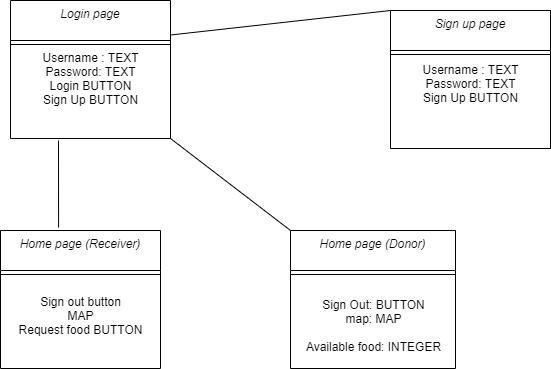 Login page
Username : TEXT
Password: TEXT
Login BUTTON
Sign Up BUTTON
Sign up page
Username : TEXT
Password: TEXT
Sign Up BUTTON
Home page (Receiver)
Sign out button
MAP
Request food BUTTON
Home page (Donor)
Sign Out: BUTTON
map: MAP
Available food: INTEGER